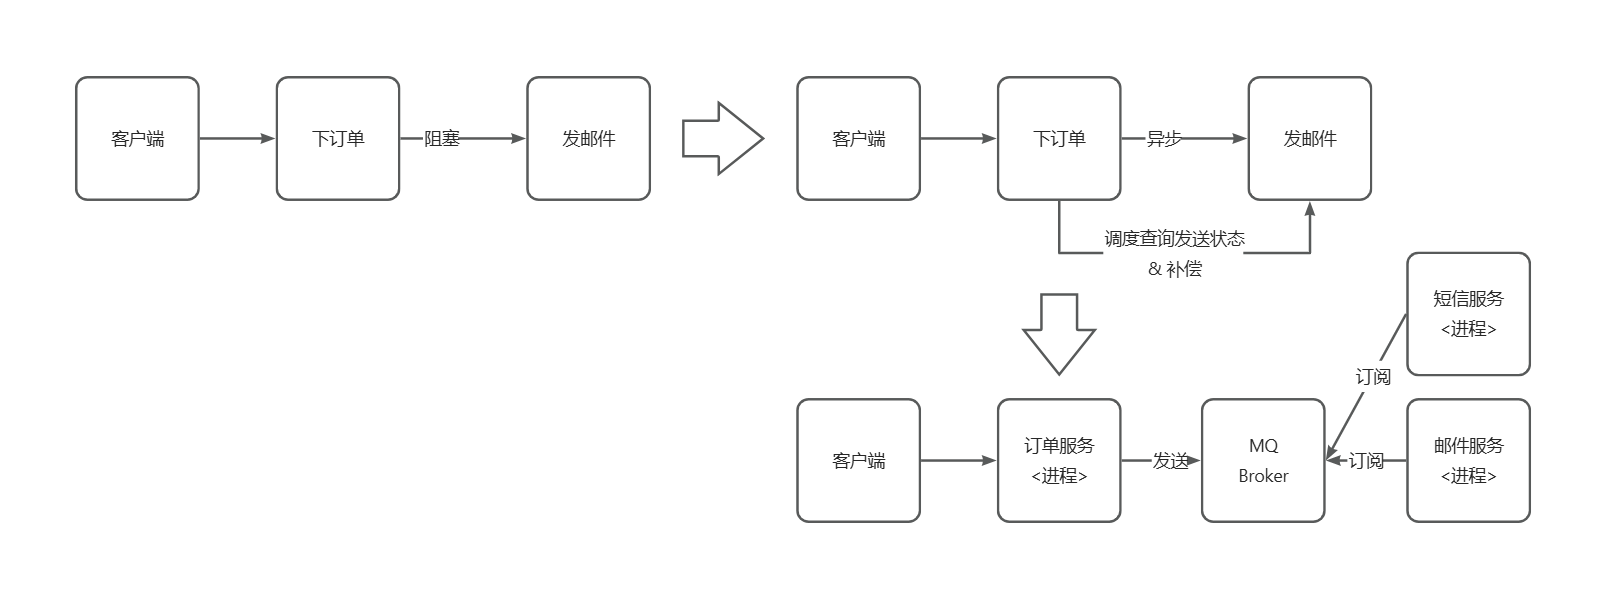 客户端
下订单
阻塞
发邮件
客户端
下订单
异步
发邮件
调度查询发送状态
& 补偿
短信服务
<进程>
订阅
客户端
订单服务
<进程>
发送
MQ
Broker
订阅
邮件服务
<进程>